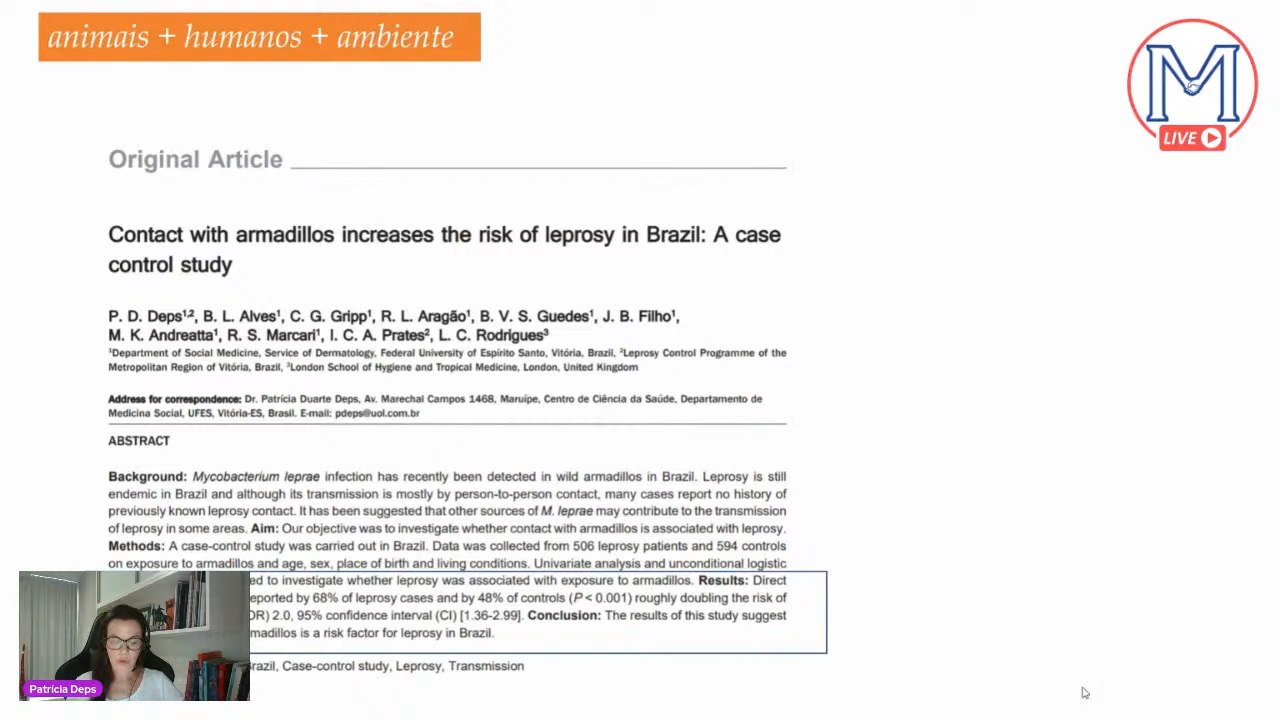 animais + humanos + ambiente
M
LIVE
Original Article
Contact with armadillos increases the risk of leprosy in Brazil: A case
control study
P. D. Deps¹,², B. L. Alves¹, C. G. Gripp¹, R. L. Aragão¹, B. V. S. Guedes¹, J. B. Filho¹,
M. K. Andreatta¹, R. S. Marcari¹, I. C. A. Prates², L. C. Rodrigues³
¹Department of Social Medicine, Service of Dermatology, Federal University of Espírito Santo, Vitória, Brazil, ²Leprosy Control Programme of the
Metropolitan Region of Vitória, Brazil, ³London School of Hygiene and Tropical Medicine, London, United Kingdom
Address for correspondence: Dr. Patrícia Duarte Deps, Av. Marechal Campos 1468, Maruípe, Centro de Ciência da Saúde, Departamento de
Medicina Social, UFES, Vitória-ES, Brasil. E-mail: pdeps@uol.com.br
ABSTRACT
Background: Mycobacterium leprae infection has recently been detected in wild armadillos in Brazil. Leprosy is still
endemic in Brazil and although its transmission is mostly by person-to-person contact, many cases report no history of
previously known leprosy contact. It has been suggested that other sources of M. leprae may contribute to the transmission
of leprosy in some areas. Aim: Our objective was to investigate whether contact with armadillos is associated with leprosy.
Methods: A case-control study was carried out in Brazil. Data was collected from 506 leprosy patients and 594 controls
on exposure to armadillos and age, sex, place of birth and living conditions. Univariate analysis and unconditional logistic
ed to investigate whether leprosy was associated with exposure to armadillos. Results: Direct
eported by 68% of leprosy cases and by 48% of controls (P < 0.001) roughly doubling the risk of
OR) 2.0, 95% confidence interval (CI) [1.36-2.99]. Conclusion: The results of this study suggest
madillos is a risk factor for leprosy in Brazil.
razil, Case-control study, Leprosy, Transmission
Patrícia Deps